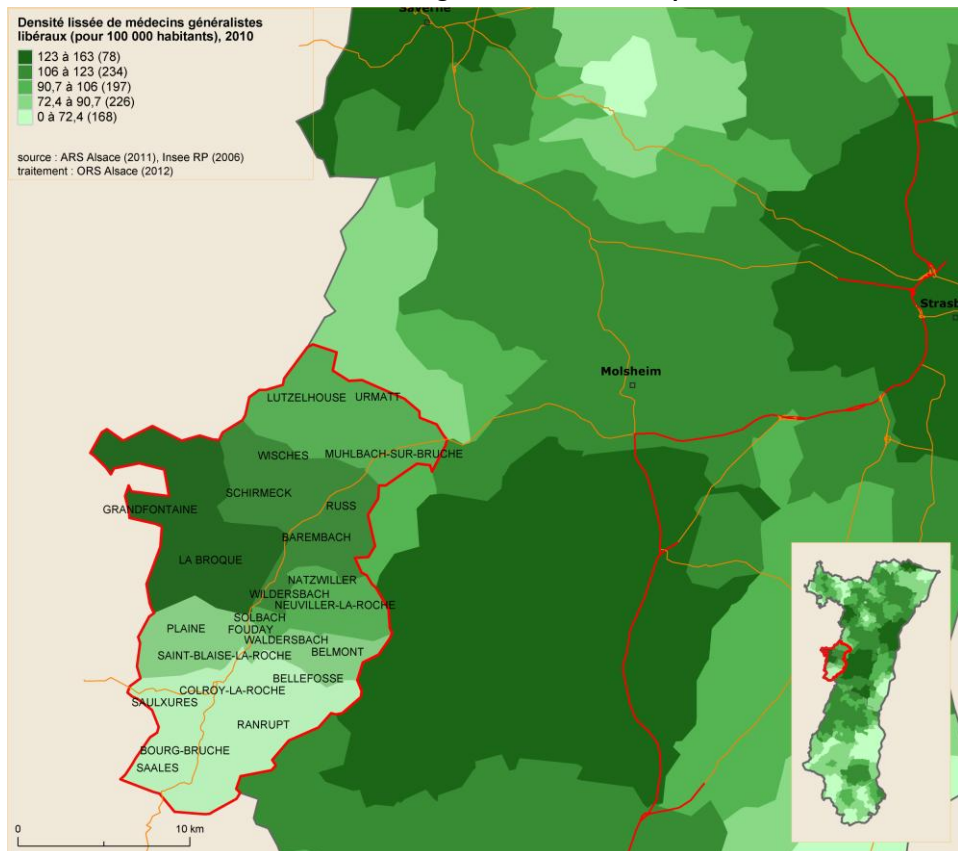 Densité lissée de médecins généralistes
libéraux (pour 100 000 habitants), 2010
123 à 163 (78)
106 à 123 (234)
90,7 à 106 (197)
72,4 à 90,7 (226)
0 à 72,4 (168)
source : ARS Alsace (2011), Insee RP (2006)
traitement : ORS Alsace (2012)
Saverne
Strasb
Molsheim
LUTZELHOUSE URMATT
WISCHES MUHLBACH-SUR-BRUCHE
SCHIRMECK
GRANDFONTAINE RUSS
BAREMBACH
LA BROQUE
NATZWILLER
WILDERSBACH
NEUVILLER-LA-ROCHE
SOLBACH
PLAINE FOUDAY
WALDERSBACH
SAINT-BLAISE-LA-ROCHE BELMONT
BELLEFOSSE
COLROY-LA-ROCHE
SAULXURES
RANRUPT
BOURG-BRUCHE
SAALES
0 10 km